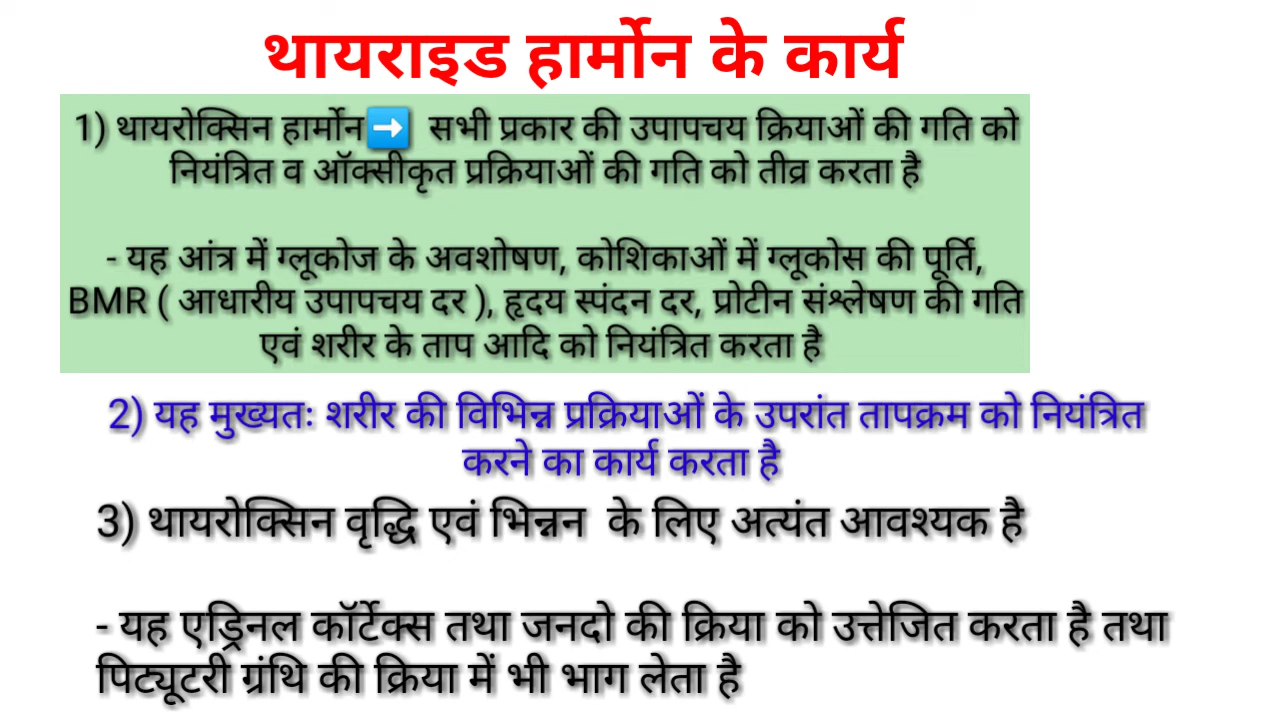 थायराइड हार्मोन के कार्य
1) थायरोक्सिन हार्मोन➡️ सभी प्रकार की उपापचय क्रियाओं की गति को
नियंत्रित व ऑक्सीकृत प्रक्रियाओं की गति को तीव्र करता है
- यह आंत्र में ग्लूकोज के अवशोषण, कोशिकाओं में ग्लूकोस की पूर्ति,
BMR ( आधारीय उपापचय दर ), हृदय स्पंदन दर, प्रोटीन संश्लेषण की गति
एवं शरीर के ताप आदि को नियंत्रित करता है
2) यह मुख्यतः शरीर की विभिन्न प्रक्रियाओं के उपरांत तापक्रम को नियंत्रित
करने का कार्य करता है
3) थायरोक्सिन वृद्धि एवं भिन्नन के लिए अत्यंत आवश्यक है
- यह एड्रिनल कॉर्टेक्स तथा जनदो की क्रिया को उत्तेजित करता है तथा
पिट्यूटरी ग्रंथि की क्रिया में भी भाग लेता है